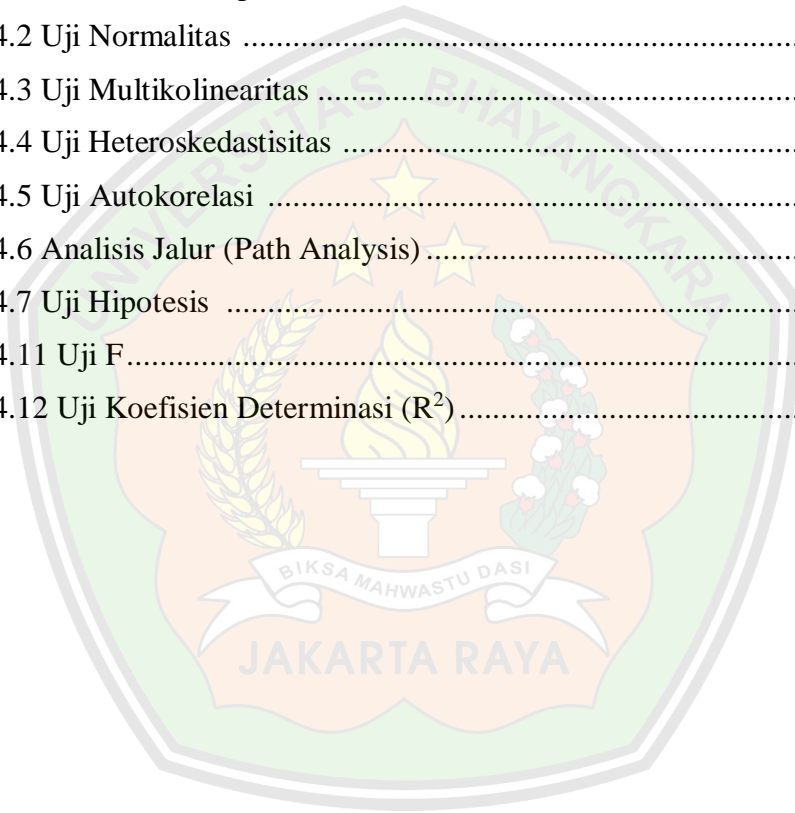 4.2 Uji Normalitas ....................................................................
4.3 Uji Multikolinearitas ...........................................................
4.4 Uji Heteroskedastisitas ........................................................
4.5 Uji Autokorelasi .................................................................
4.6 Analisis Jalur (Path Analysis) ..............................................
4.7 Uji Hipotesis ......................................................................
4.11 Uji F..................................................................................
4.12 Uji Koefisien Determinasi (R²) ..........................................
UNIVERSITAS BHAYANGKARA
BIKSA MAHWASTU DASI
JAKARTA RAYA